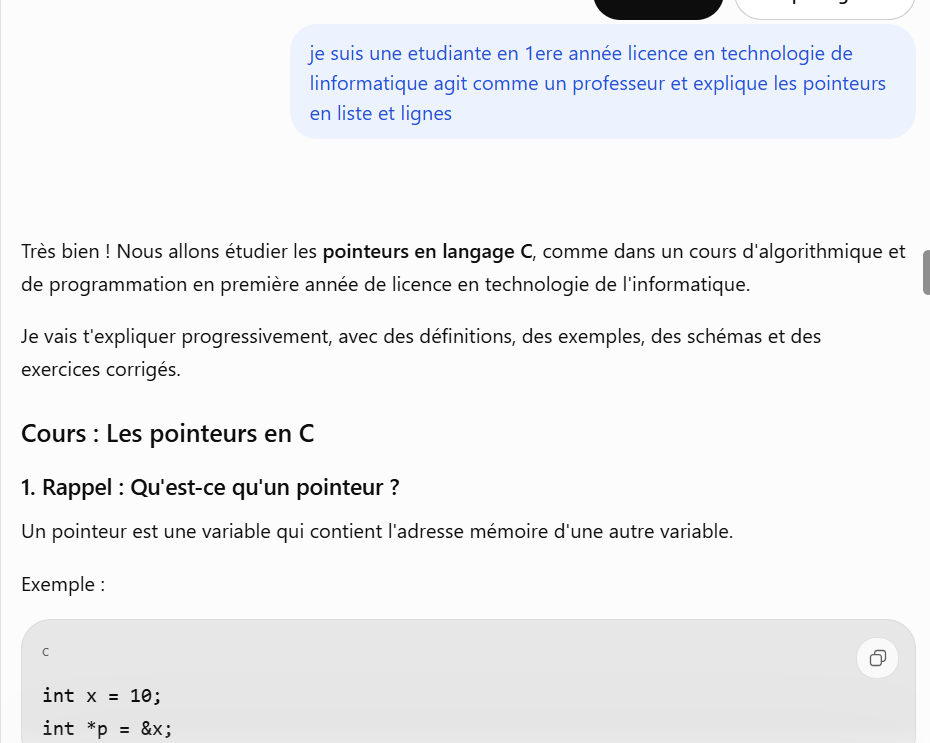 je suis une etudiante en 1ere année licence en technologie de
linformatique agit comme un professeur et explique les pointeurs
en liste et lignes
Très bien ! Nous allons étudier les pointeurs en langage C, comme dans un cours d'algorithmique et
de programmation en première année de licence en technologie de l'informatique.
Je vais t'expliquer progressivement, avec des définitions, des exemples, des schémas et des
exercices corrigés.
Cours : Les pointeurs en C
1. Rappel : Qu'est-ce qu'un pointeur ?
Un pointeur est une variable qui contient l'adresse mémoire d'une autre variable.
Exemple :
c
int x = 10;
int *p = &x;